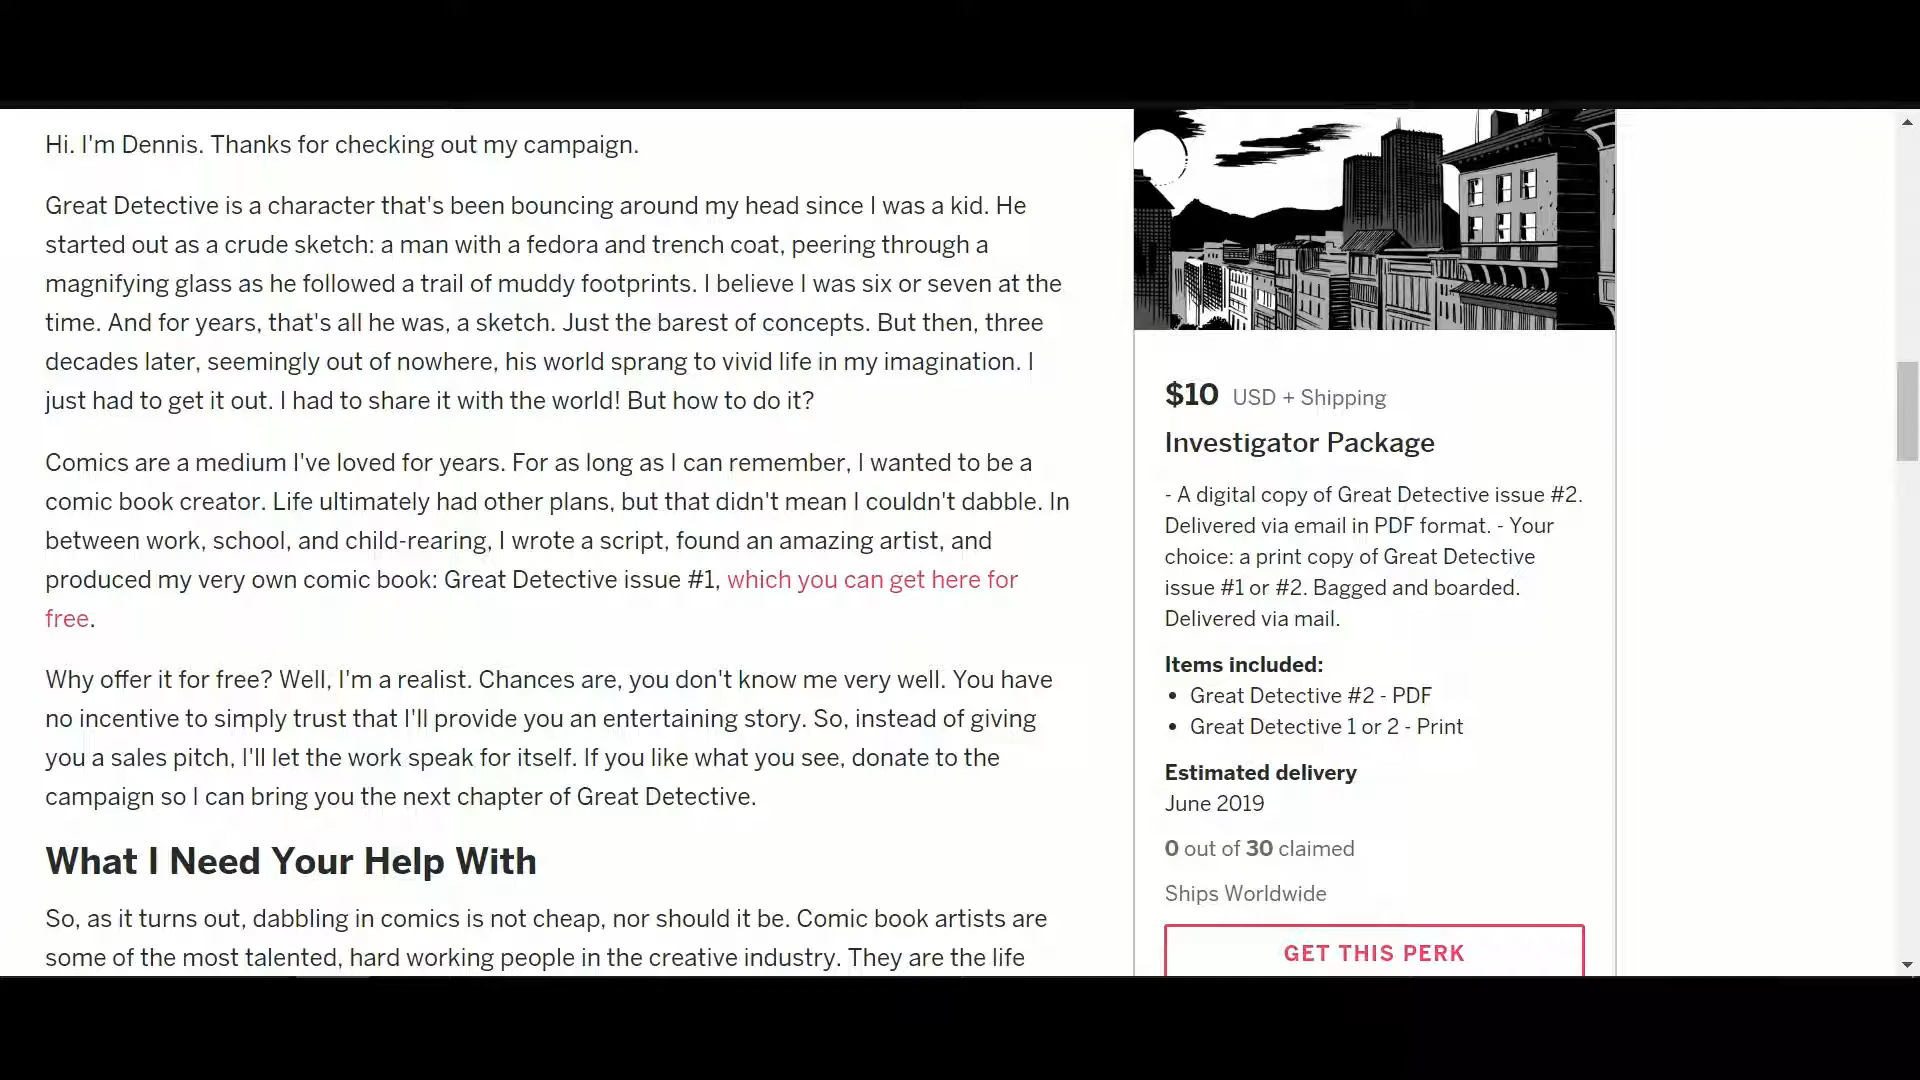 Hi. I'm Dennis. Thanks for checking out my campaign.
Great Detective is a character that's been bouncing around my head since I was a kid. He
started out as a crude sketch: a man with a fedora and trench coat, peering through a
magnifying glass as he followed a trail of muddy footprints. I believe I was six or seven at the
time. And for years, that's all he was, a sketch. Just the barest of concepts. But then, three
decades later, seemingly out of nowhere, his world sprang to vivid life in my imagination. I
just had to get it out. I had to share it with the world! But how to do it?
Comics are a medium I've loved for years. For as long as I can remember, I wanted to be a
comic book creator. Life ultimately had other plans, but that didn't mean I couldn't dabble. In
between work, school, and child-rearing, I wrote a script, found an amazing artist, and
produced my very own comic book: Great Detective issue #1, which you can get here for
free.
Why offer it for free? Well, I'm a realist. Chances are, you don't know me very well. You have
no incentive to simply trust that I'll provide you an entertaining story. So, instead of giving
you a sales pitch, I'll let the work speak for itself. If you like what you see, donate to the
campaign so I can bring you the next chapter of Great Detective.
What I Need Your Help With
So, as it turns out, dabbling in comics is not cheap, nor should it be. Comic book artists are
some of the most talented, hard working people in the creative industry. They are the life
$10 USD + Shipping
Investigator Package
- A digital copy of Great Detective issue #2.
Delivered via email in PDF format. - Your
choice: a print copy of Great Detective
issue #1 or #2. Bagged and boarded.
Delivered via mail.
Items included:
• Great Detective #2 - PDF
• Great Detective 1 or 2 - Print
Estimated delivery
June 2019
0 out of 30 claimed
Ships Worldwide
GET THIS PERK